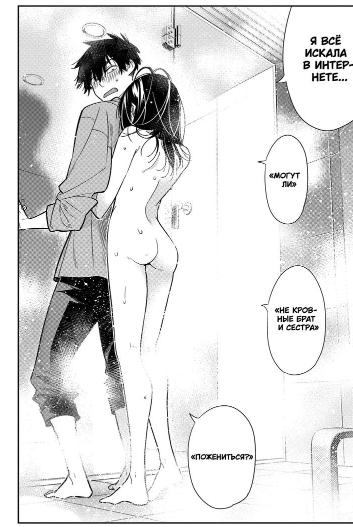 Я ВСЁ
ИСКАЛА
В ИНТЕР-
НЕТЕ...
«МОГУТ
ЛИ»
«НЕ КРОВ-
НЫЕ БРАТ
И СЕСТРА»
«ПОЖЕНИТЬСЯ?»